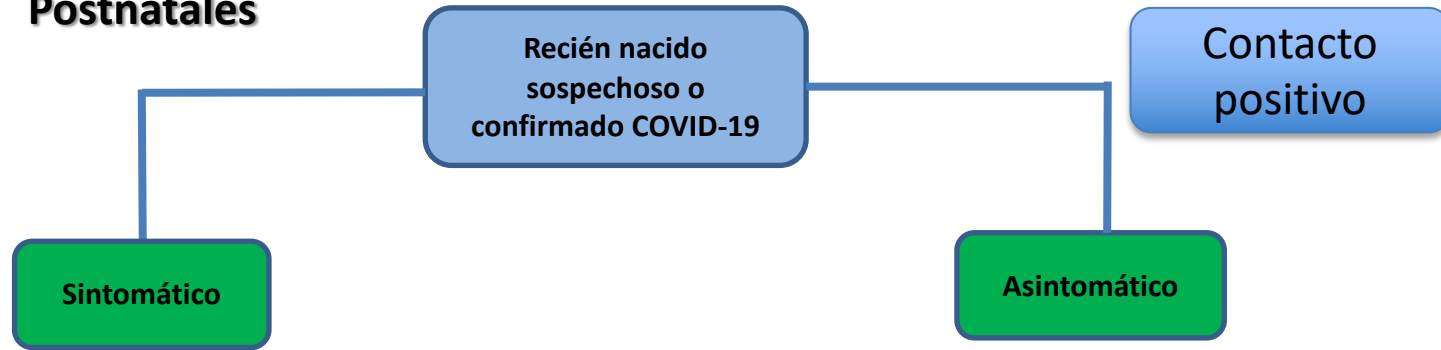 Postnatales
Recién nacido
sospechoso o
confirmado COVID-19
Contacto
positivo
Sintomático
Asintomático